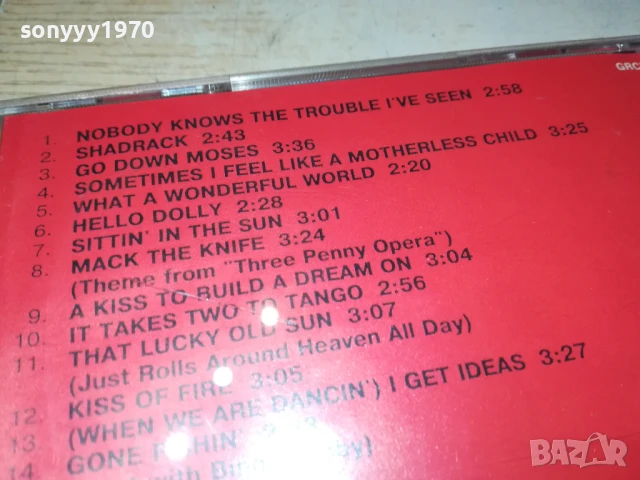 sonyyy1970
GRC
1. NOBODY KNOWS THE TROUBLE I'VE SEEN 2:58
2. SHADRACK 2:43
3. GO DOWN MOSES 3:36
4. SOMETIMES I FEEL LIKE A MOTHERLESS CHILD 3:25
5. WHAT A WONDERFUL WORLD 2:20
6. HELLO DOLLY 2:28
7. SITTIN' IN THE SUN 3:01
8. MACK THE KNIFE 3:24
(Theme from "Three Penny Opera")
9. A KISS TO BUILD A DREAM ON 3:04
10. IT TAKES TWO TO TANGO 2:56
11. THAT LUCKY OLD SUN 3:07
(Just Rolls Around Heaven All Day)
12. KISS OF FIRE 3:05
13. (WHEN WE ARE DANCIN') I GET IDEAS 3:27
14 GONE
with
BAZAR